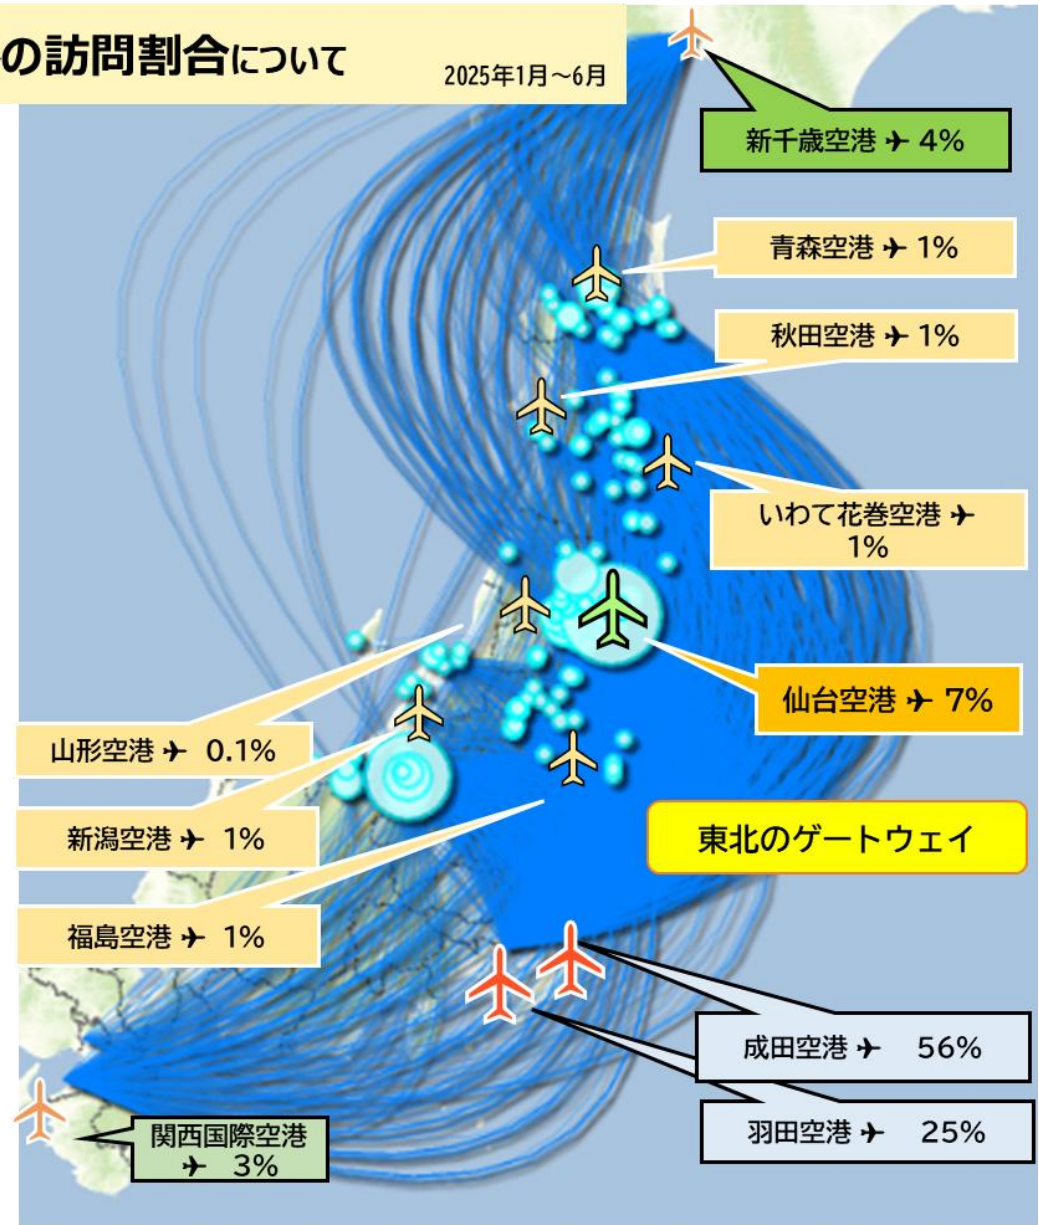 の訪問割合について
2025年1月～6月
新千歳空港 ✈ 4%
青森空港 ✈ 1%
秋田空港 ✈ 1%
いわて花巻空港 ✈
1%
仙台空港 ✈ 7%
山形空港 ✈ 0.1%
新潟空港 ✈ 1%
東北のゲートウェイ
福島空港 ✈ 1%
成田空港 ✈ 56%
羽田空港 ✈ 25%
関西国際空港
✈ 3%